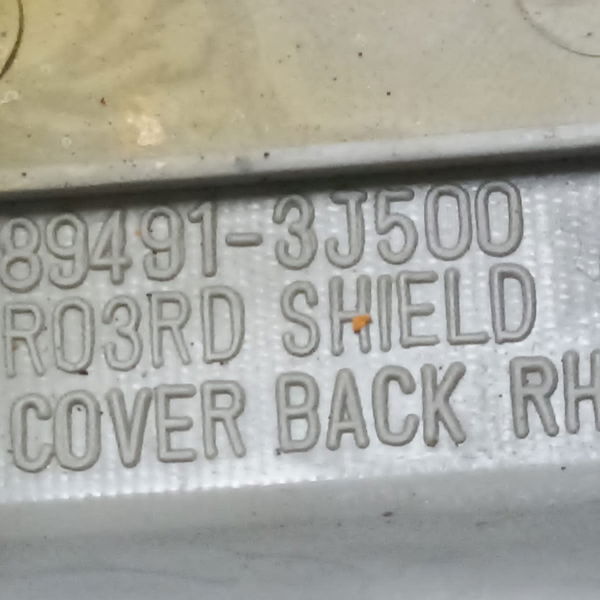 89491-3J500
R03RD SHIELD
COVER BACK RH